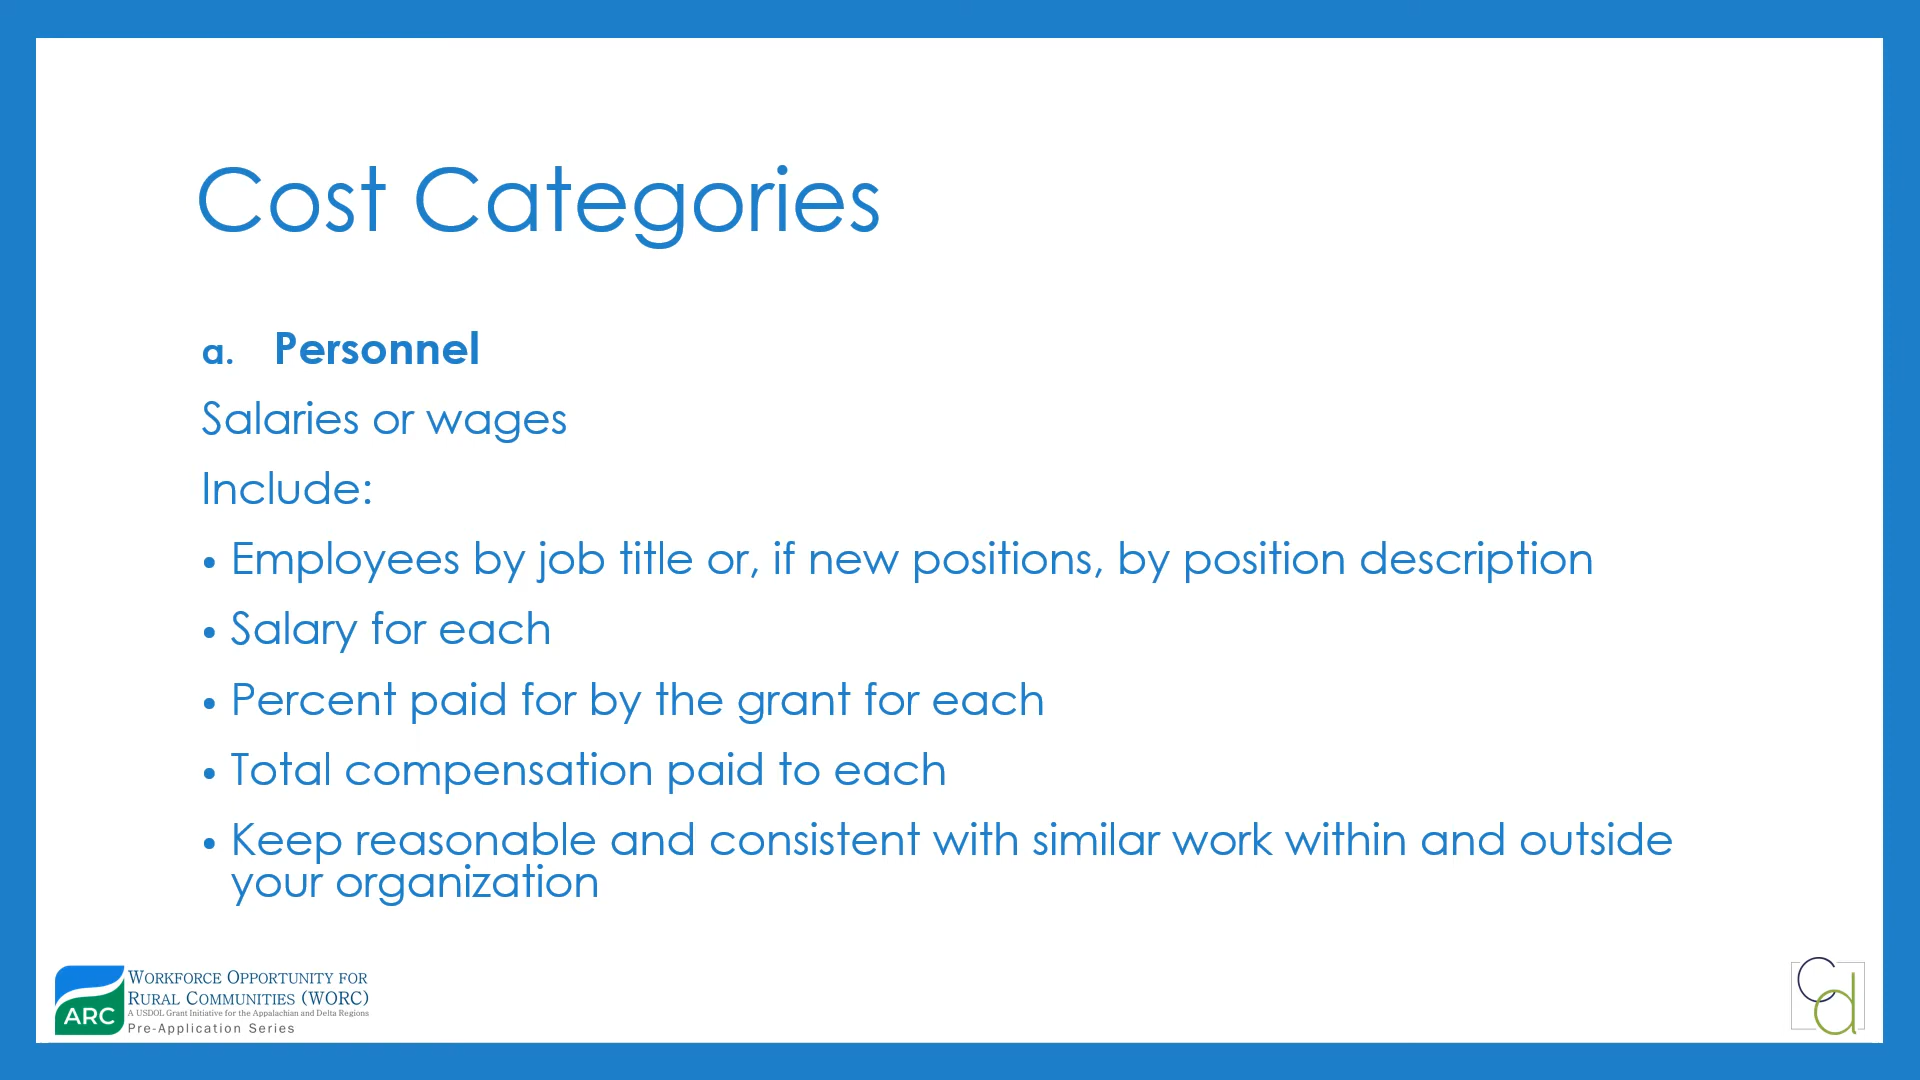 Cost Categories
a. Personnel
Salaries or wages
Include:
• Employees by job title or, if new positions, by position description
• Salary for each
• Percent paid for by the grant for each
• Total compensation paid to each
• Keep reasonable and consistent with similar work within and outside
your organization
ARC
WORKFORCE OPPORTUNITY FOR
RURAL COMMUNITIES (WORC)
A USDOL Grant Initiative for the Appalachian and Delta Regions
Pre-Application Series
cd